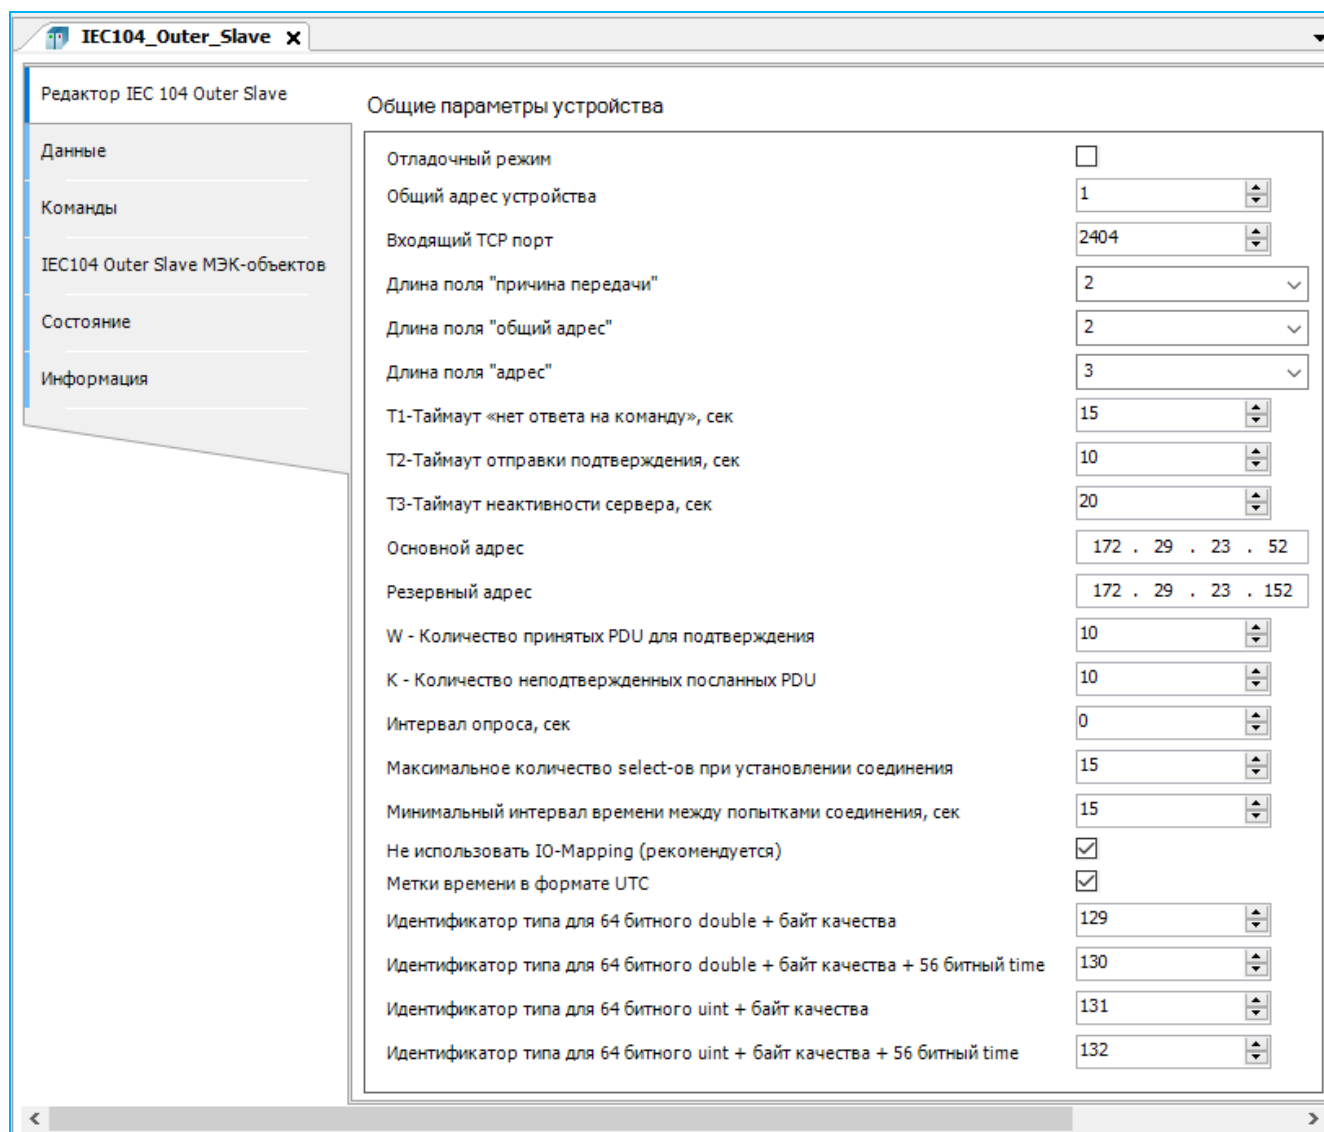 IEC104_Outer_Slave
Редактор IEC 104 Outer Slave
Данные
Команды
IEC104 Outer Slave МЭК-объектов
Состояние
Информация
Общие параметры устройства
Отладочный режим
Общий адрес устройства 1
Входящий TCP порт 2404
Длина поля "причина передачи" 2
Длина поля "общий адрес" 2
Длина поля "адрес" 3
Т1-Таймаут «нет ответа на команду», сек 15
Т2-Таймаут отправки подтверждения, сек 10
Т3-Таймаут неактивности сервера, сек 20
Основной адрес 172 . 29 . 23 . 52
Резервный адрес 172 . 29 . 23 . 152
W - Количество принятых PDU для подтверждения 10
K - Количество неподтвержденных посланных PDU 10
Интервал опроса, сек 0
Максимальное количество select-ов при установлении соединения 15
Минимальный интервал времени между попытками соединения, сек 15
Не использовать IO-Mapping (рекомендуется)
Метки времени в формате UTC
Идентификатор типа для 64 битного double + байт качества 129
Идентификатор типа для 64 битного double + байт качества + 56 битный time 130
Идентификатор типа для 64 битного uint + байт качества 131
Идентификатор типа для 64 битного uint + байт качества + 56 битный time 132